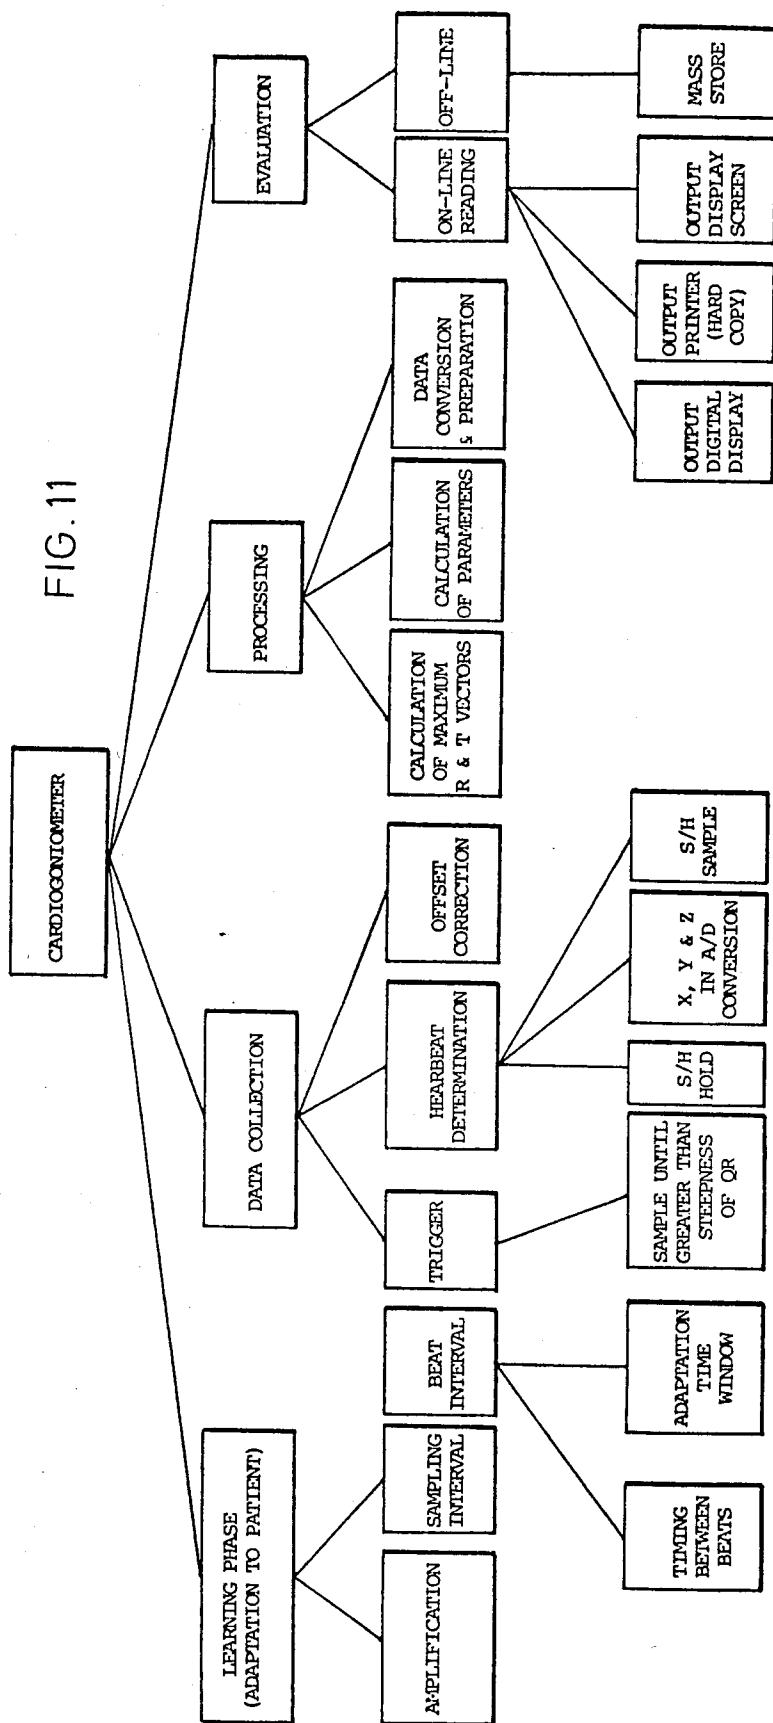 FIG.11
CARDIOGONIOMETER
LEARNING PHASE
(ADAPTATION TO PATIENT)
DATA COLLECTION
PROCESSING
EVALUATION
AMPLIFICATION
SAMPLING
INTERVAL
BEAT
INTERVAL
TRIGGER
HEARBEAT
DETERMINATION
OFFSET
CORRECTION
CALCULATION
OF MAXIMUM
R & T VECTORS
CALCULATION
OF PARAMETERS
DATA
CONVERSION
& PREPARATION
ON-LINE
READING
OFF-LINE
TIMING
BETWEEN
BEATS
ADAPTATION
TIME
WINDOW
SAMPLE UNTIL
GREATER THAN
STEEPNESS
OF QR
S/H
HOLD
X, Y & Z
IN A/D
CONVERSION
S/H
SAMPLE
OUTPUT
DIGITAL
DISPLAY
OUTPUT
PRINTER
(HARD
COPY)
OUTPUT
DISPLAY
SCREEN
MASS
STORE